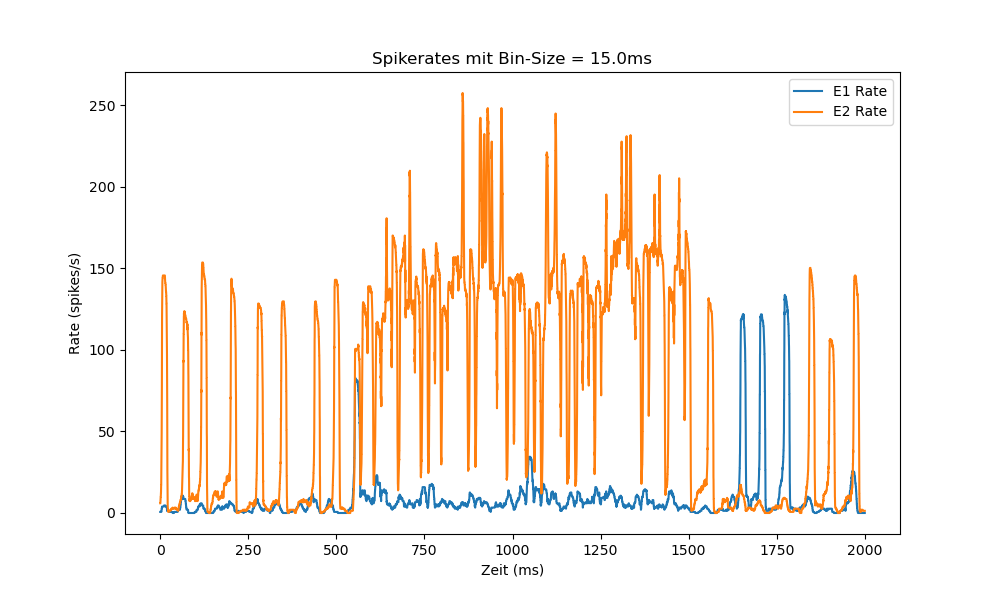 Spikerates mit Bin-Size = 15.0ms
E1 Rate
E2 Rate
250
200
150
100
50
0
Rate (spikes/s)
0 250 500 750 1000 1250 1500 1750 2000
Zeit (ms)